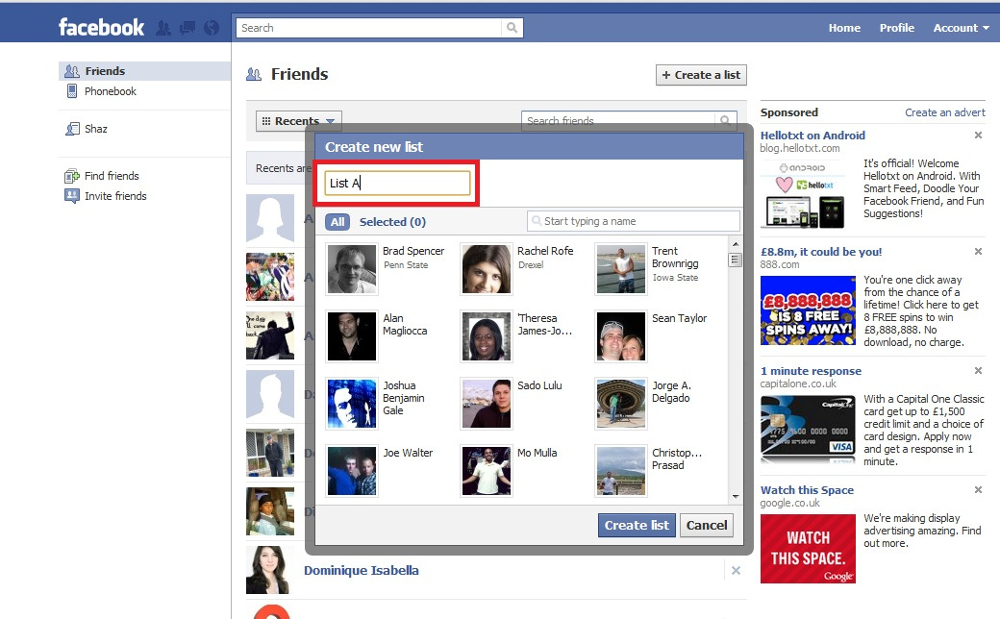 facebook
Search
Home Profile Account
Friends
Phonebook
Shaz
Find friends
Invite friends
Friends
+ Create a list
Recents
Search friends
Recents are
Create new list
List A
All Selected (0)
Start typing a name
Brad Spencer
Penn State
Rachel Rofe
Drexel
Trent
Brownrigg
Iowa State
Alan
Magliocca
'Theresa
James-Jo...
Sean Taylor
Joshua
Benjamin
Gale
Sado Lulu
Jorge A.
Delgado
Joe Walter
Mo Mulla
Christop...
Prasad
Create list
Cancel
Dominique Isabella
Sponsored
Create an advert
Hellotxt on Android
blog.hellotxt.com
android
hellotxt
It's official! Welcome
Hellotxt on Android. With
Smart Feed, Doodle Your
Facebook Friend, and Fun
Suggestions!
£8.8m, it could be you!
888.com
£8,888,888
IS 8 FREE
SPINS AWAY!
You're one click away
from the chance of a
lifetime! Click here to get
8 FREE spins to win
£8,888,888. No
download, no charge.
1 minute response
capitalone.co.uk
Capital One
VISA
With a Capital One Classic
card get up to £1,500
credit limit and a choice of
card design. Apply now
and get a response in 1
minute.
Watch this Space
google.co.uk
WATCH
THIS SPACE.
Google
We're making display
advertising amazing. Find
out more.